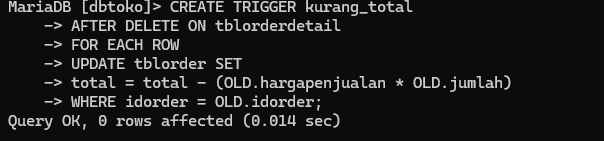 MariaDB [dbtoko]> CREATE TRIGGER kurang_total
    -> AFTER DELETE ON tblorderdetail
    -> FOR EACH ROW
    -> UPDATE tblorder SET
    -> total = total - (OLD.hargapenjualan * OLD.jumlah)
    -> WHERE idorder = OLD.idorder;
Query OK, 0 rows affected (0.014 sec)